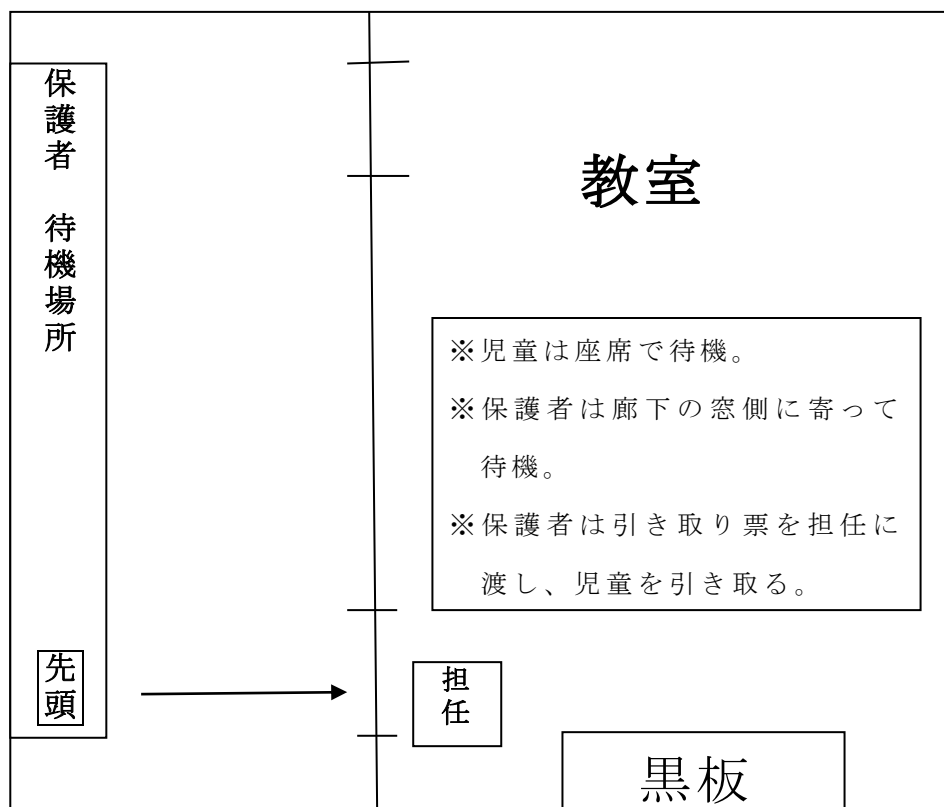 保護者　待機場所
先頭
教室
※児童は座席で待機。
※保護者は廊下の窓側に寄って
待機。
※保護者は引き取り票を担任に
渡し、児童を引き取る。
担任
黒板